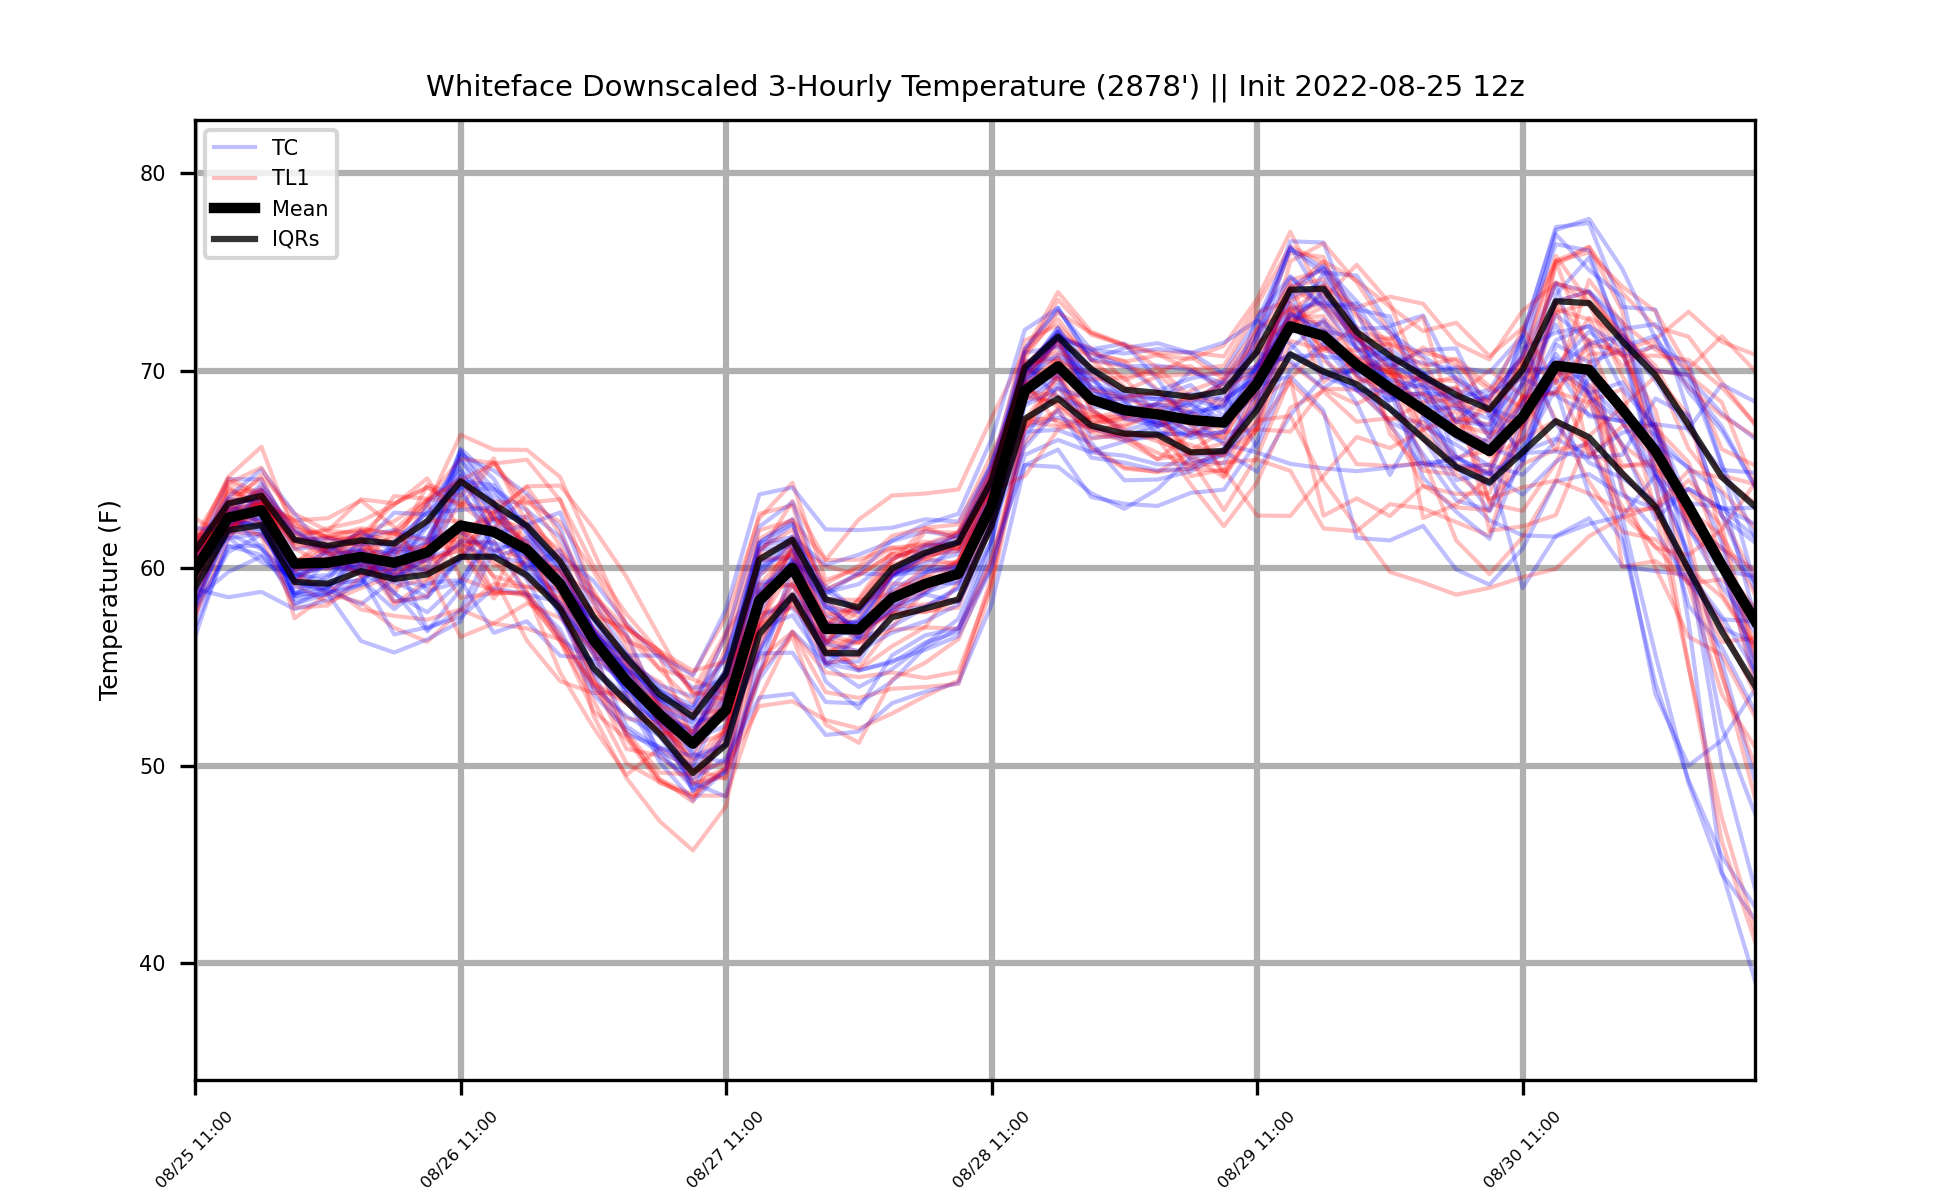 Whiteface Downscaled 3-Hourly Temperature (2878') || Init 2022-08-25 12z
TC
TL1
Mean
IQRs
Temperature (F)
80
70
60
50
40
08/25 11:00
08/26 11:00
08/27 11:00
08/28 11:00
08/29 11:00
08/30 11:00